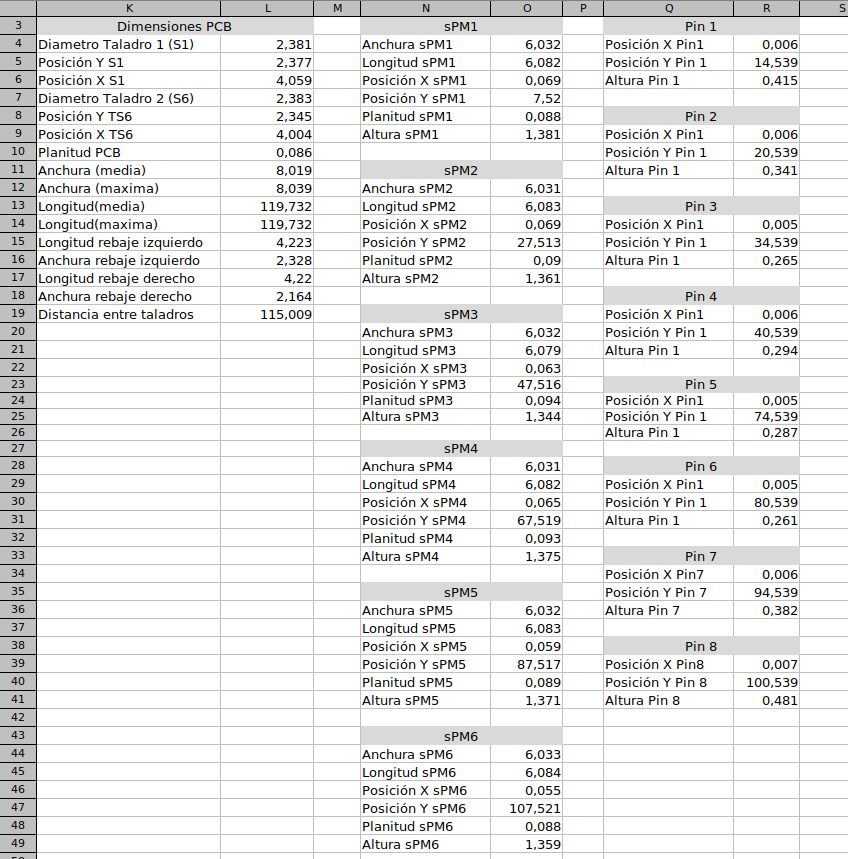 K L M N O P Q R S
3 Dimensiones PCB sPM1 Pin 1
4 Diametro Taladro 1 (S1) 2,381 Anchura sPM1 6,032 Posición X Pin1 0,006
5 Posición Y S1 2,377 Longitud sPM1 6,082 Posición Y Pin 1 14,539
6 Posición X S1 4,059 Posición X sPM1 0,069 Altura Pin 1 0,415
7 Diametro Taladro 2 (S6) 2,383 Posición Y sPM1 7,52
8 Posición Y TS6 2,345 Planitud sPM1 0,088 Pin 2
9 Posición X TS6 4,004 Altura sPM1 1,381 Posición X Pin1 0,006
10 Planitud PCB 0,086 Posición Y Pin 1 20,539
11 Anchura (media) 8,019 sPM2 Altura Pin 1 0,341
12 Anchura (maxima) 8,039 Anchura sPM2 6,031
13 Longitud(media) 119,732 Longitud sPM2 6,083 Pin 3
14 Longitud(maxima) 119,732 Posición X sPM2 0,069 Posición X Pin1 0,005
15 Longitud rebaje izquierdo 4,223 Posición Y sPM2 27,513 Posición Y Pin 1 34,539
16 Anchura rebaje izquierdo 2,328 Planitud sPM2 0,09 Altura Pin 1 0,265
17 Longitud rebaje derecho 4,22 Altura sPM2 1,361
18 Anchura rebaje derecho 2,164 Pin 4
19 Distancia entre taladros 115,009 sPM3 Posición X Pin1 0,006
20 Anchura sPM3 6,032 Posición Y Pin 1 40,539
21 Longitud sPM3 6,079 Altura Pin 1 0,294
22 Posición X sPM3 0,063
23 Posición Y sPM3 47,516 Pin 5
24 Planitud sPM3 0,094 Posición X Pin1 0,005
25 Altura sPM3 1,344 Posición Y Pin 1 74,539
26 Altura Pin 1 0,287
27 sPM4
28 Anchura sPM4 6,031 Pin 6
29 Longitud sPM4 6,082 Posición X Pin1 0,005
30 Posición X sPM4 0,065 Posición Y Pin 1 80,539
31 Posición Y sPM4 67,519 Altura Pin 1 0,261
32 Planitud sPM4 0,093
33 Altura sPM4 1,375 Pin 7
34 Posición X Pin7 0,006
35 sPM5 Posición Y Pin 7 94,539
36 Anchura sPM5 6,032 Altura Pin 7 0,382
37 Longitud sPM5 6,083
38 Posición X sPM5 0,059 Pin 8
39 Posición Y sPM5 87,517 Posición X Pin8 0,007
40 Planitud sPM5 0,089 Posición Y Pin 8 100,539
41 Altura sPM5 1,371 Altura Pin 8 0,481
42
43 sPM6
44 Anchura sPM6 6,033
45 Longitud sPM6 6,084
46 Posición X sPM6 0,055
47 Posición Y sPM6 107,521
48 Planitud sPM6 0,088
49 Altura sPM6 1,359